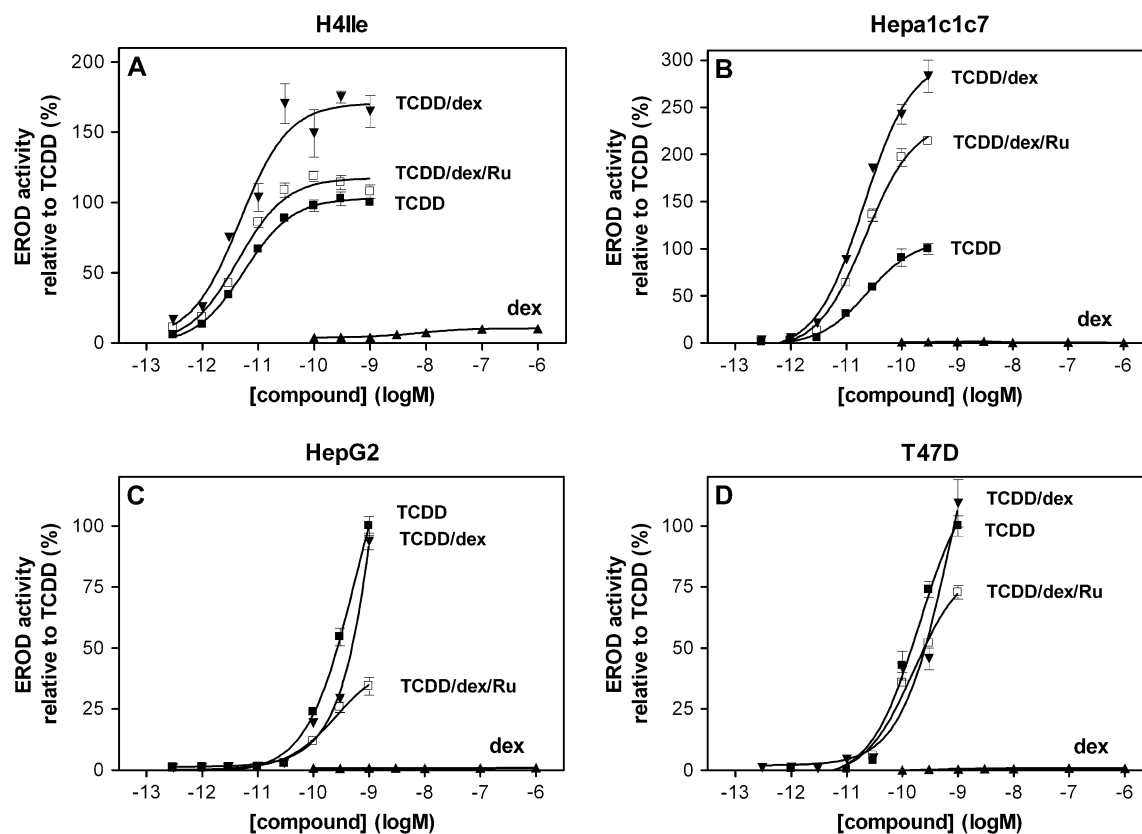 H4IIe
A
200
150
100
50
0
EROD activity
relative to TCDD (%)
TCDD/dex
TCDD/dex/Ru
TCDD
dex
-13 -12 -11 -10 -9 -8 -7 -6
[compound] (logM)
Hepa1c1c7
B
300
250
200
150
100
50
0
EROD activity
relative to TCDD (%)
TCDD/dex
TCDD/dex/Ru
TCDD
dex
-13 -12 -11 -10 -9 -8 -7 -6
[compound] (logM)
HepG2
C
100
75
50
25
0
EROD activity
relative to TCDD (%)
TCDD
TCDD/dex
TCDD/dex/Ru
dex
-13 -12 -11 -10 -9 -8 -7 -6
[compound] (logM)
T47D
D
100
75
50
25
0
EROD activity
relative to TCDD (%)
TCDD/dex
TCDD
TCDD/dex/Ru
dex
-13 -12 -11 -10 -9 -8 -7 -6
[compound] (logM)